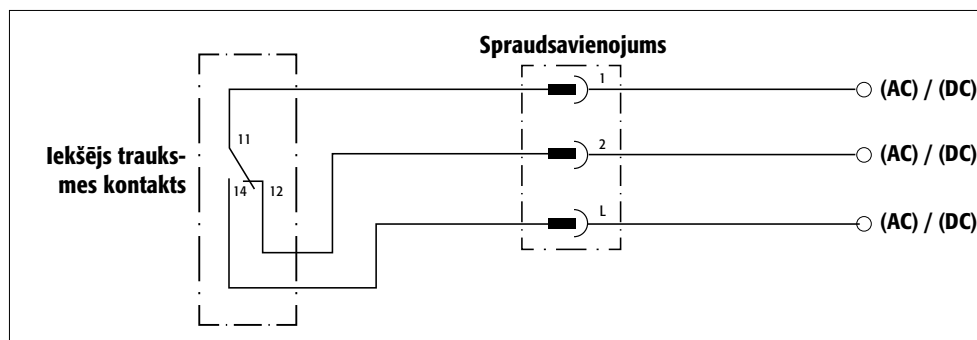 Spraudsavienojums
1
(AC) / (DC)
11
2
(AC) / (DC)
Iekšējs trauks-
mes kontakts
14
12
L
(AC) / (DC)